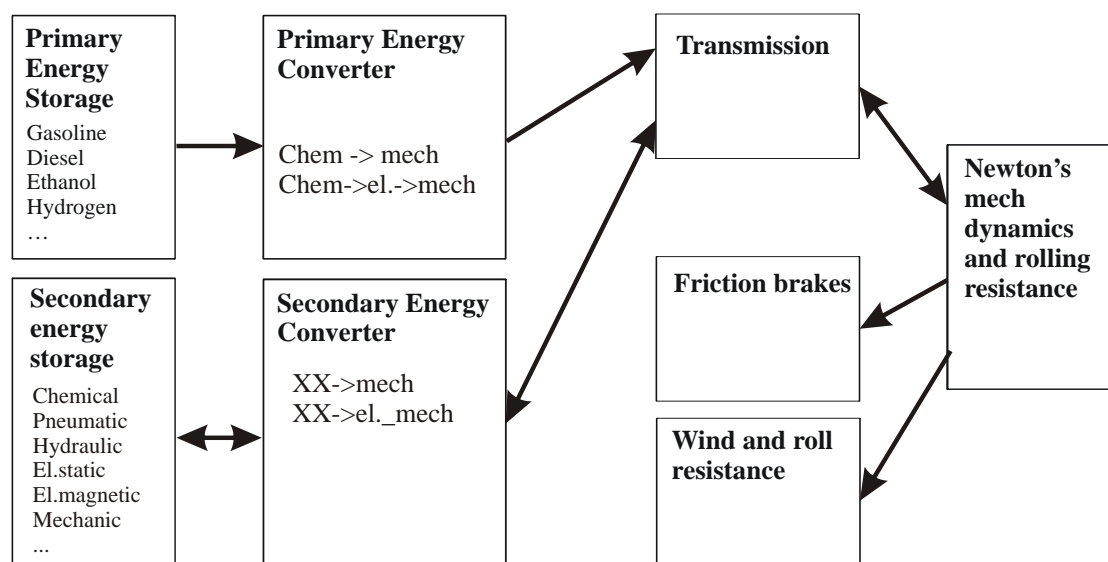 Primary
Energy
Storage
Gasoline
Diesel
Ethanol
Hydrogen
…
Primary Energy
Converter
Chem -> mech
Chem->el.->mech
Transmission
Newton's
mech
dynamics
and rolling
resistance
Secondary
energy
storage
Chemical
Pneumatic
Hydraulic
El.static
El.magnetic
Mechanic
...
Secondary Energy
Converter
XX->mech
XX->el._mech
Friction brakes
Wind and roll
resistance